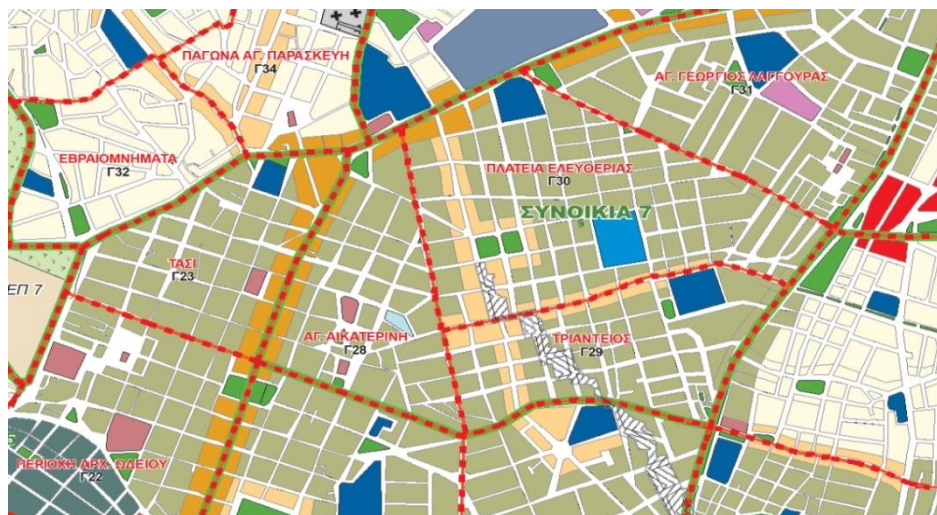 ΠΑΓΩΝΑ ΑΓ. ΠΑΡΑΣΚΕΥΗ
Γ34
ΑΓ. ΓΕΩΡΓΙΟΣ ΛΑΓΓΟΥΡΑΣ
Γ31
ΕΒΡΑΙΟΜΝΗΜΑΤΑ
Γ32
ΠΛΑΤΕΙΑ ΕΛΕΥΘΕΡΙΑΣ
Γ30
ΣΥΝΟΙΚΙΑ 7
ΤΑΣΙ
Γ23
ΕΠ 7
ΑΓ. ΑΙΚΑΤΕΡΙΝΗ
Γ28
ΤΡΙΑΝΤΕΙΟΣ
Γ29
ΠΕΡΙΟΧΗ ΑΡΧ. ΩΔΕΙΟΥ
Γ22